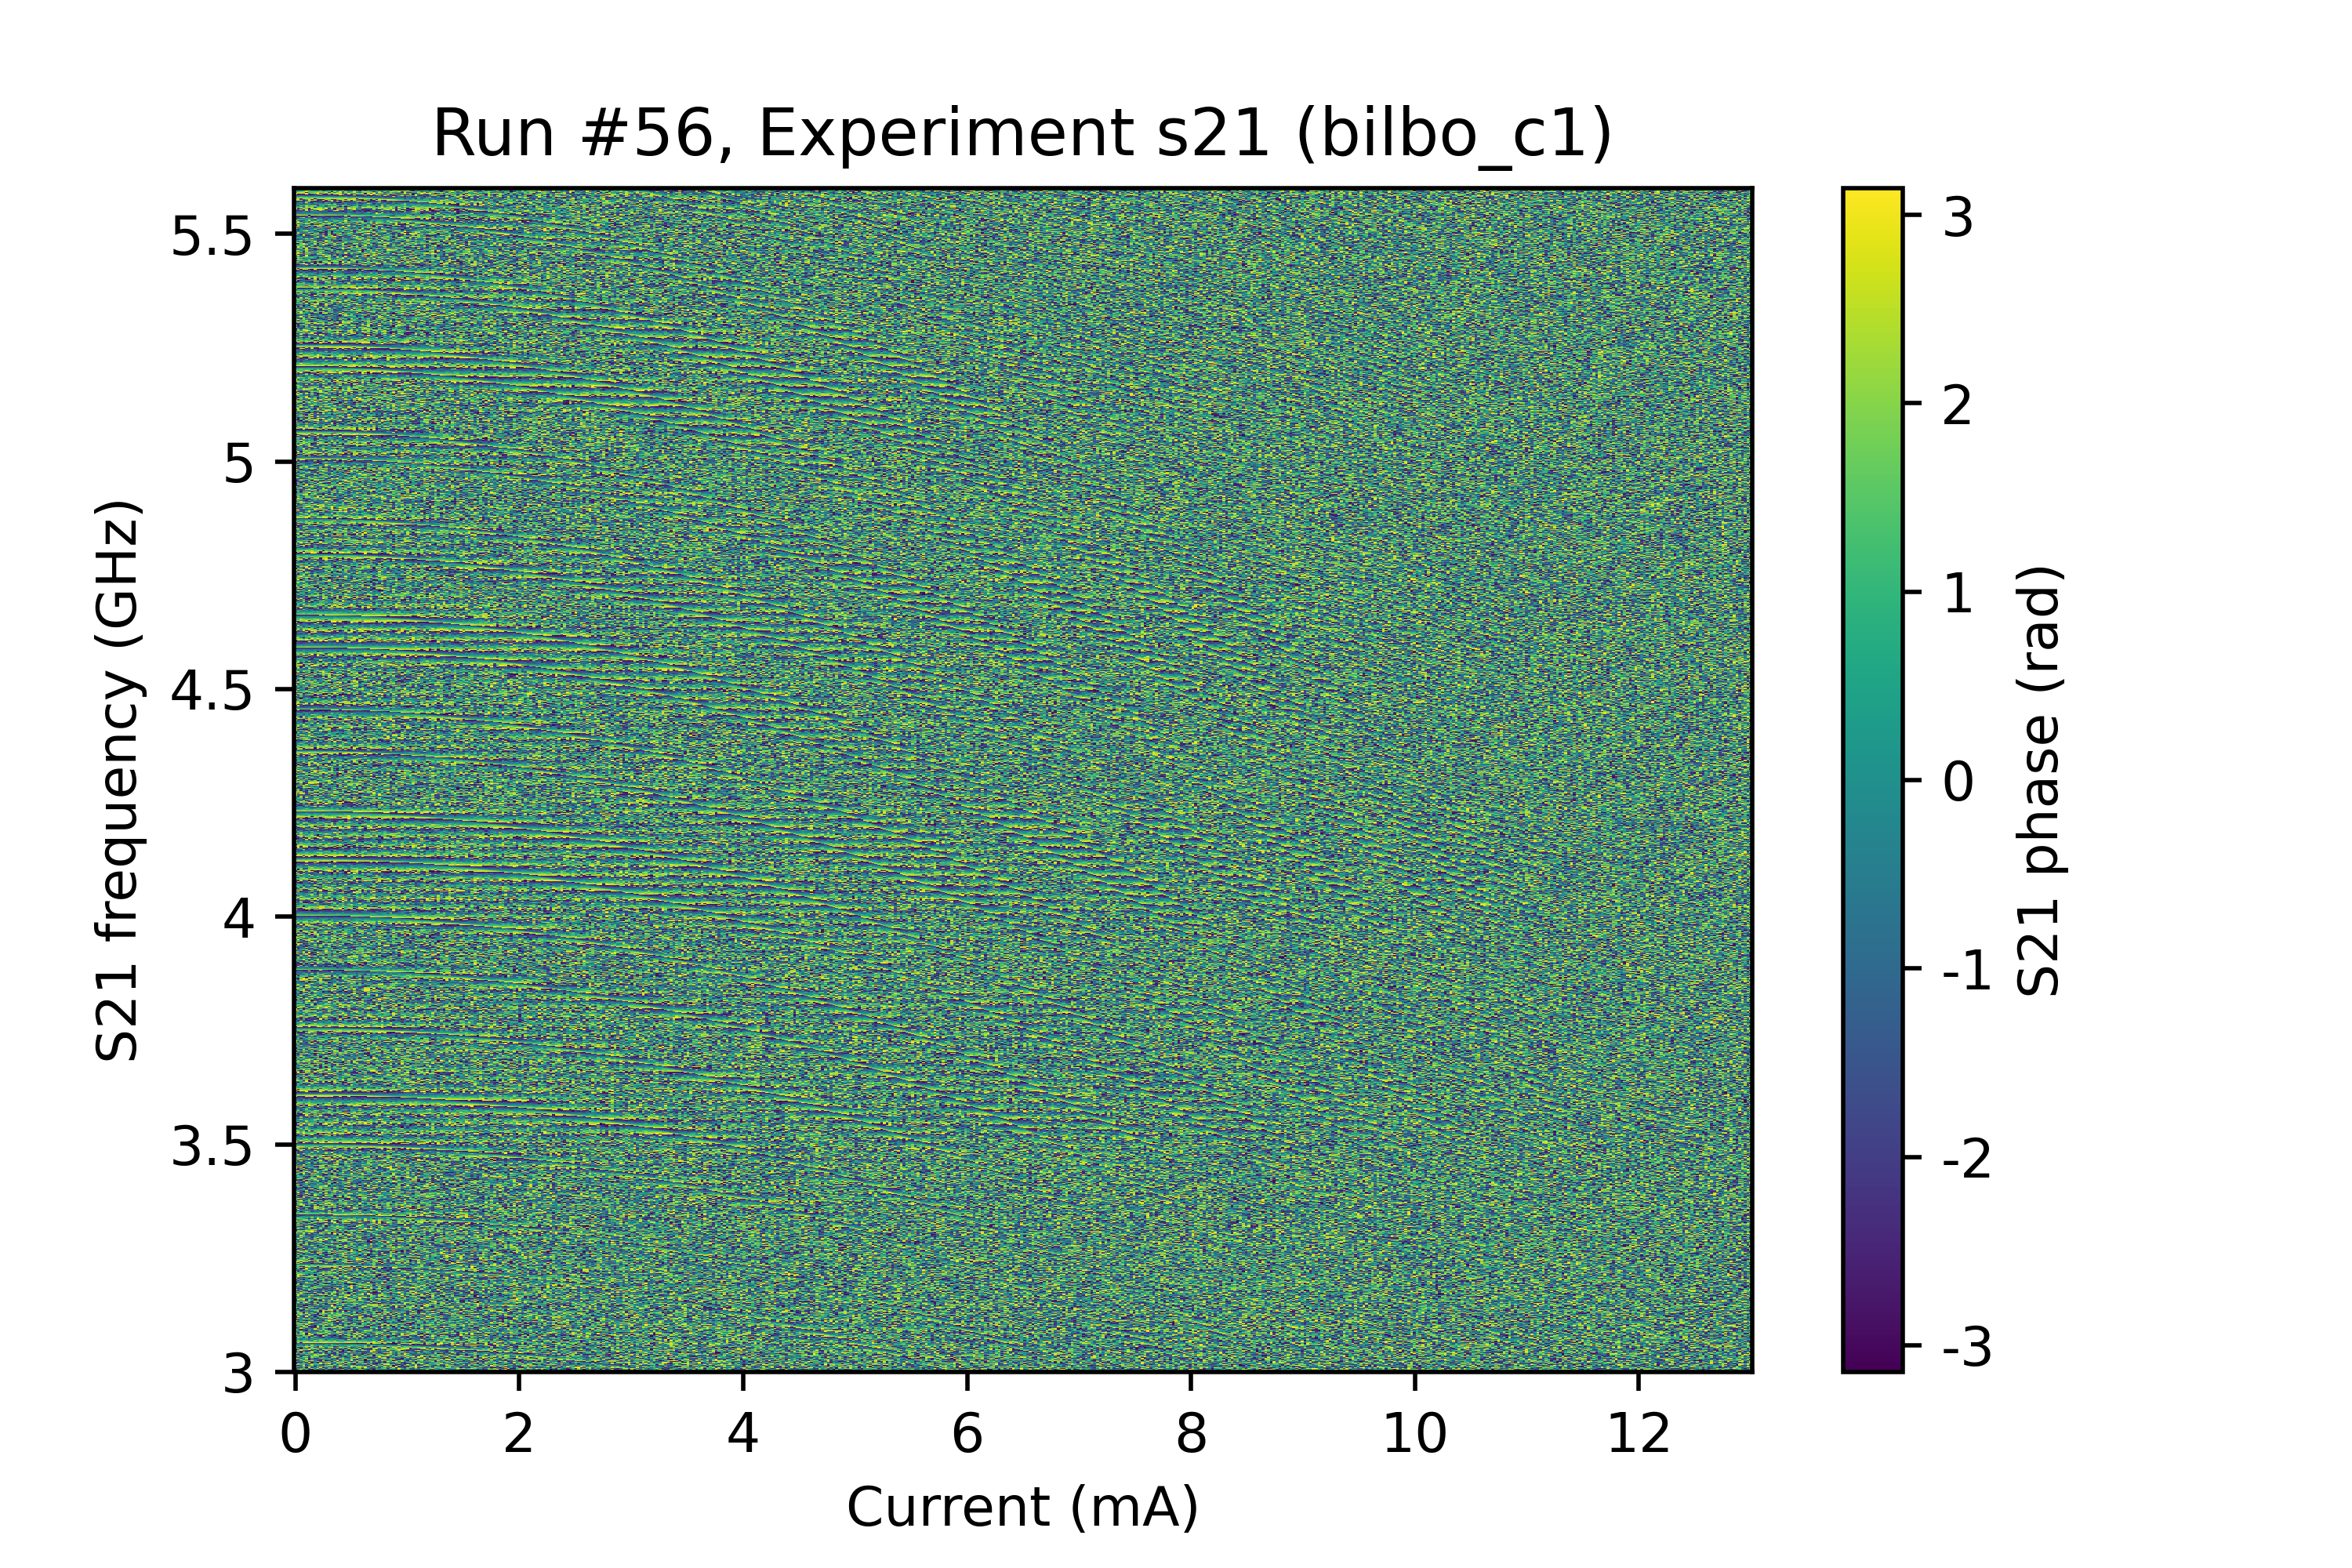 Run #56, Experiment s21 (bilbo_c1)
S21 frequency (GHz)
5.5
5
4.5
4
3.5
3
0 2 4 6 8 10 12
Current (mA)
3
2
1
0
-1
-2
-3
S21 phase (rad)